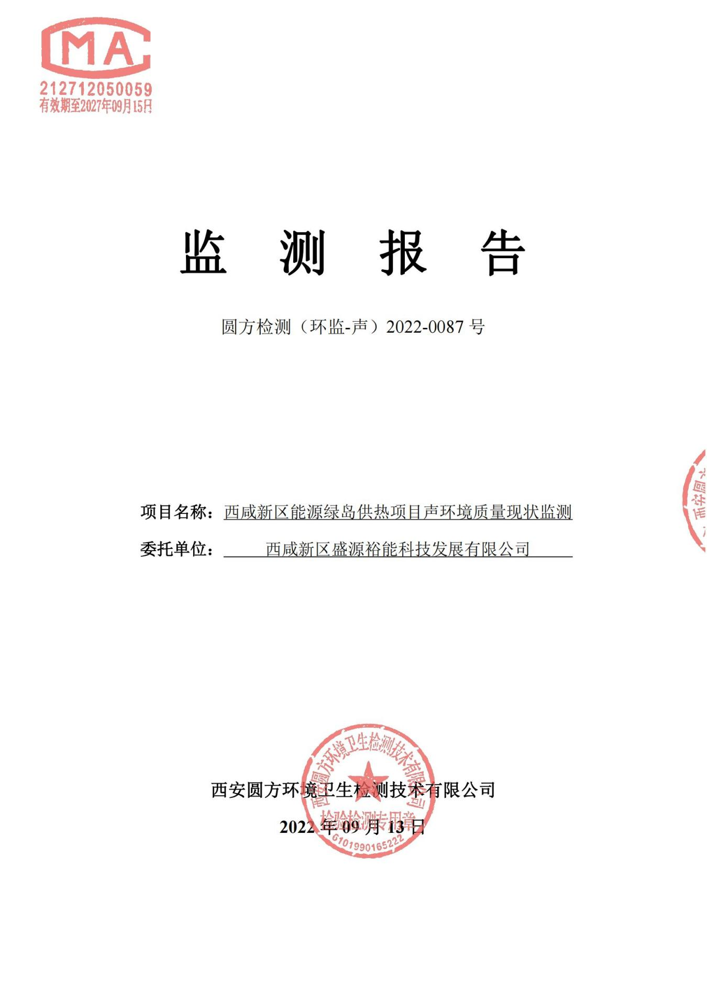 MA
212712050059
有效期至2027年09月15日
监测报告
圆方检测（环监-声）2022-0087 号
西安圆
项目名称：西咸新区能源绿岛供热项目声环境质量现状监测
委托单位：西咸新区盛源裕能科技发展有限公司
西安圆方环境卫生检测技术有限公司
西安圆方环境卫生检测技术有限公司
检验检测专用章
2022 年 09 月 13 日
6101990165222